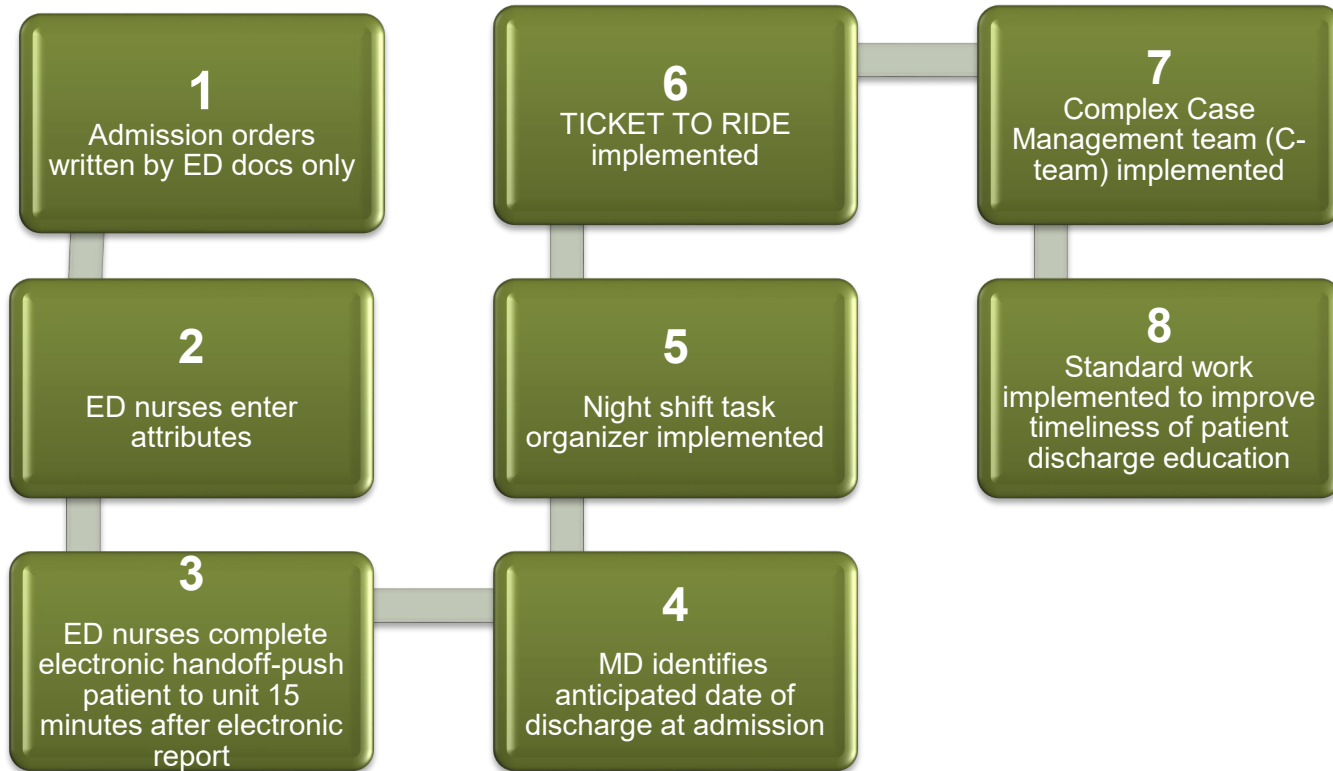 1
Admission orders
written by ED docs only
2
ED nurses enter
attributes
3
ED nurses complete
electronic handoff-push
patient to unit 15
minutes after electronic
report
4
MD identifies
anticipated date of
discharge at admission
5
Night shift task
organizer implemented
6
TICKET TO RIDE
implemented
7
Complex Case
Management team (C-
team) implemented
8
Standard work
implemented to improve
timeliness of patient
discharge education